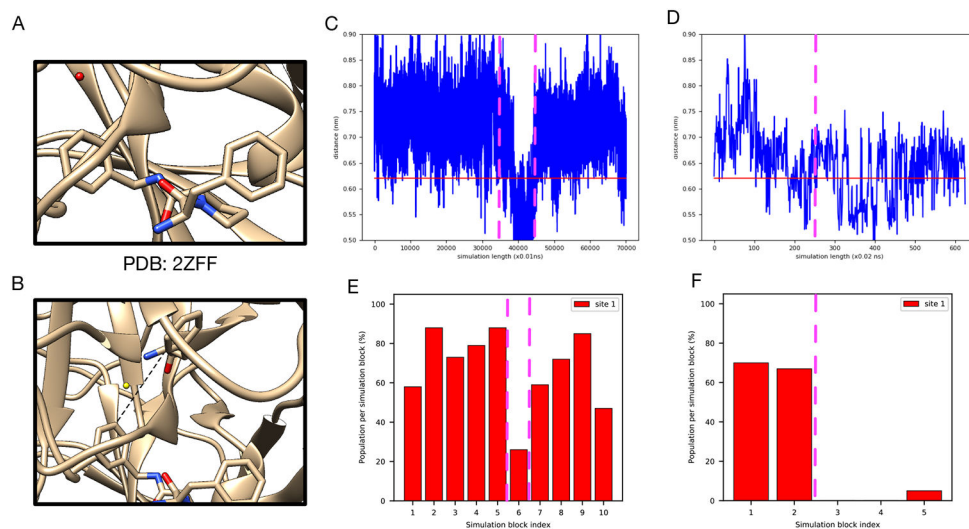 A
PDB: 2ZFF
B
C
0.90
0.85
0.80
0.75
0.70
0.65
0.60
0.55
0.50
distance (nm)
0 10000 20000 30000 40000 50000 60000 70000
simulation length (x0.01ns)
D
0.90
0.85
0.80
0.75
0.70
0.65
0.60
0.55
0.50
distance (nm)
0 100 200 300 400 500 600
simulation length (x0.02 ns)
E
site 1
100
80
60
40
20
0
Population per simulation block (%)
1 2 3 4 5 6 7 8 9 10
Simulation block index
F
site 1
100
80
60
40
20
0
Population per simulation block (%)
1 2 3 4 5
Simulation block index